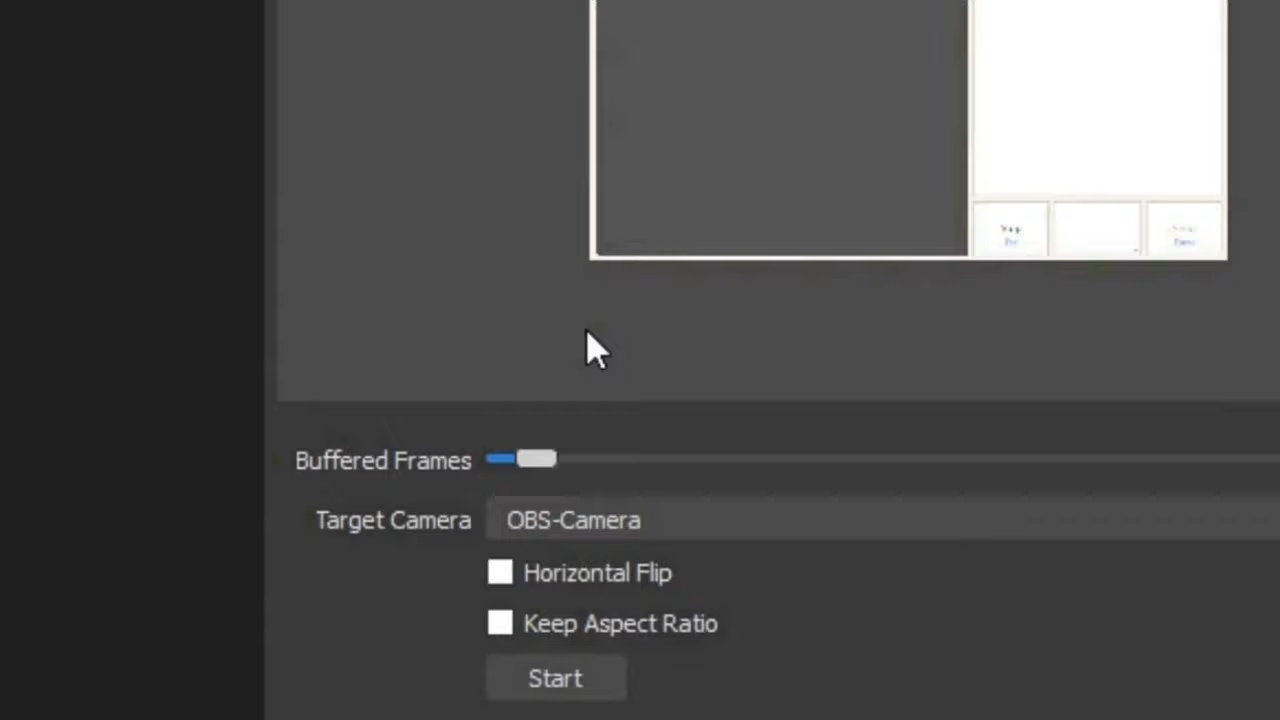 Buffered Frames
Target Camera
OBS-Camera
Horizontal Flip
Keep Aspect Ratio
Start